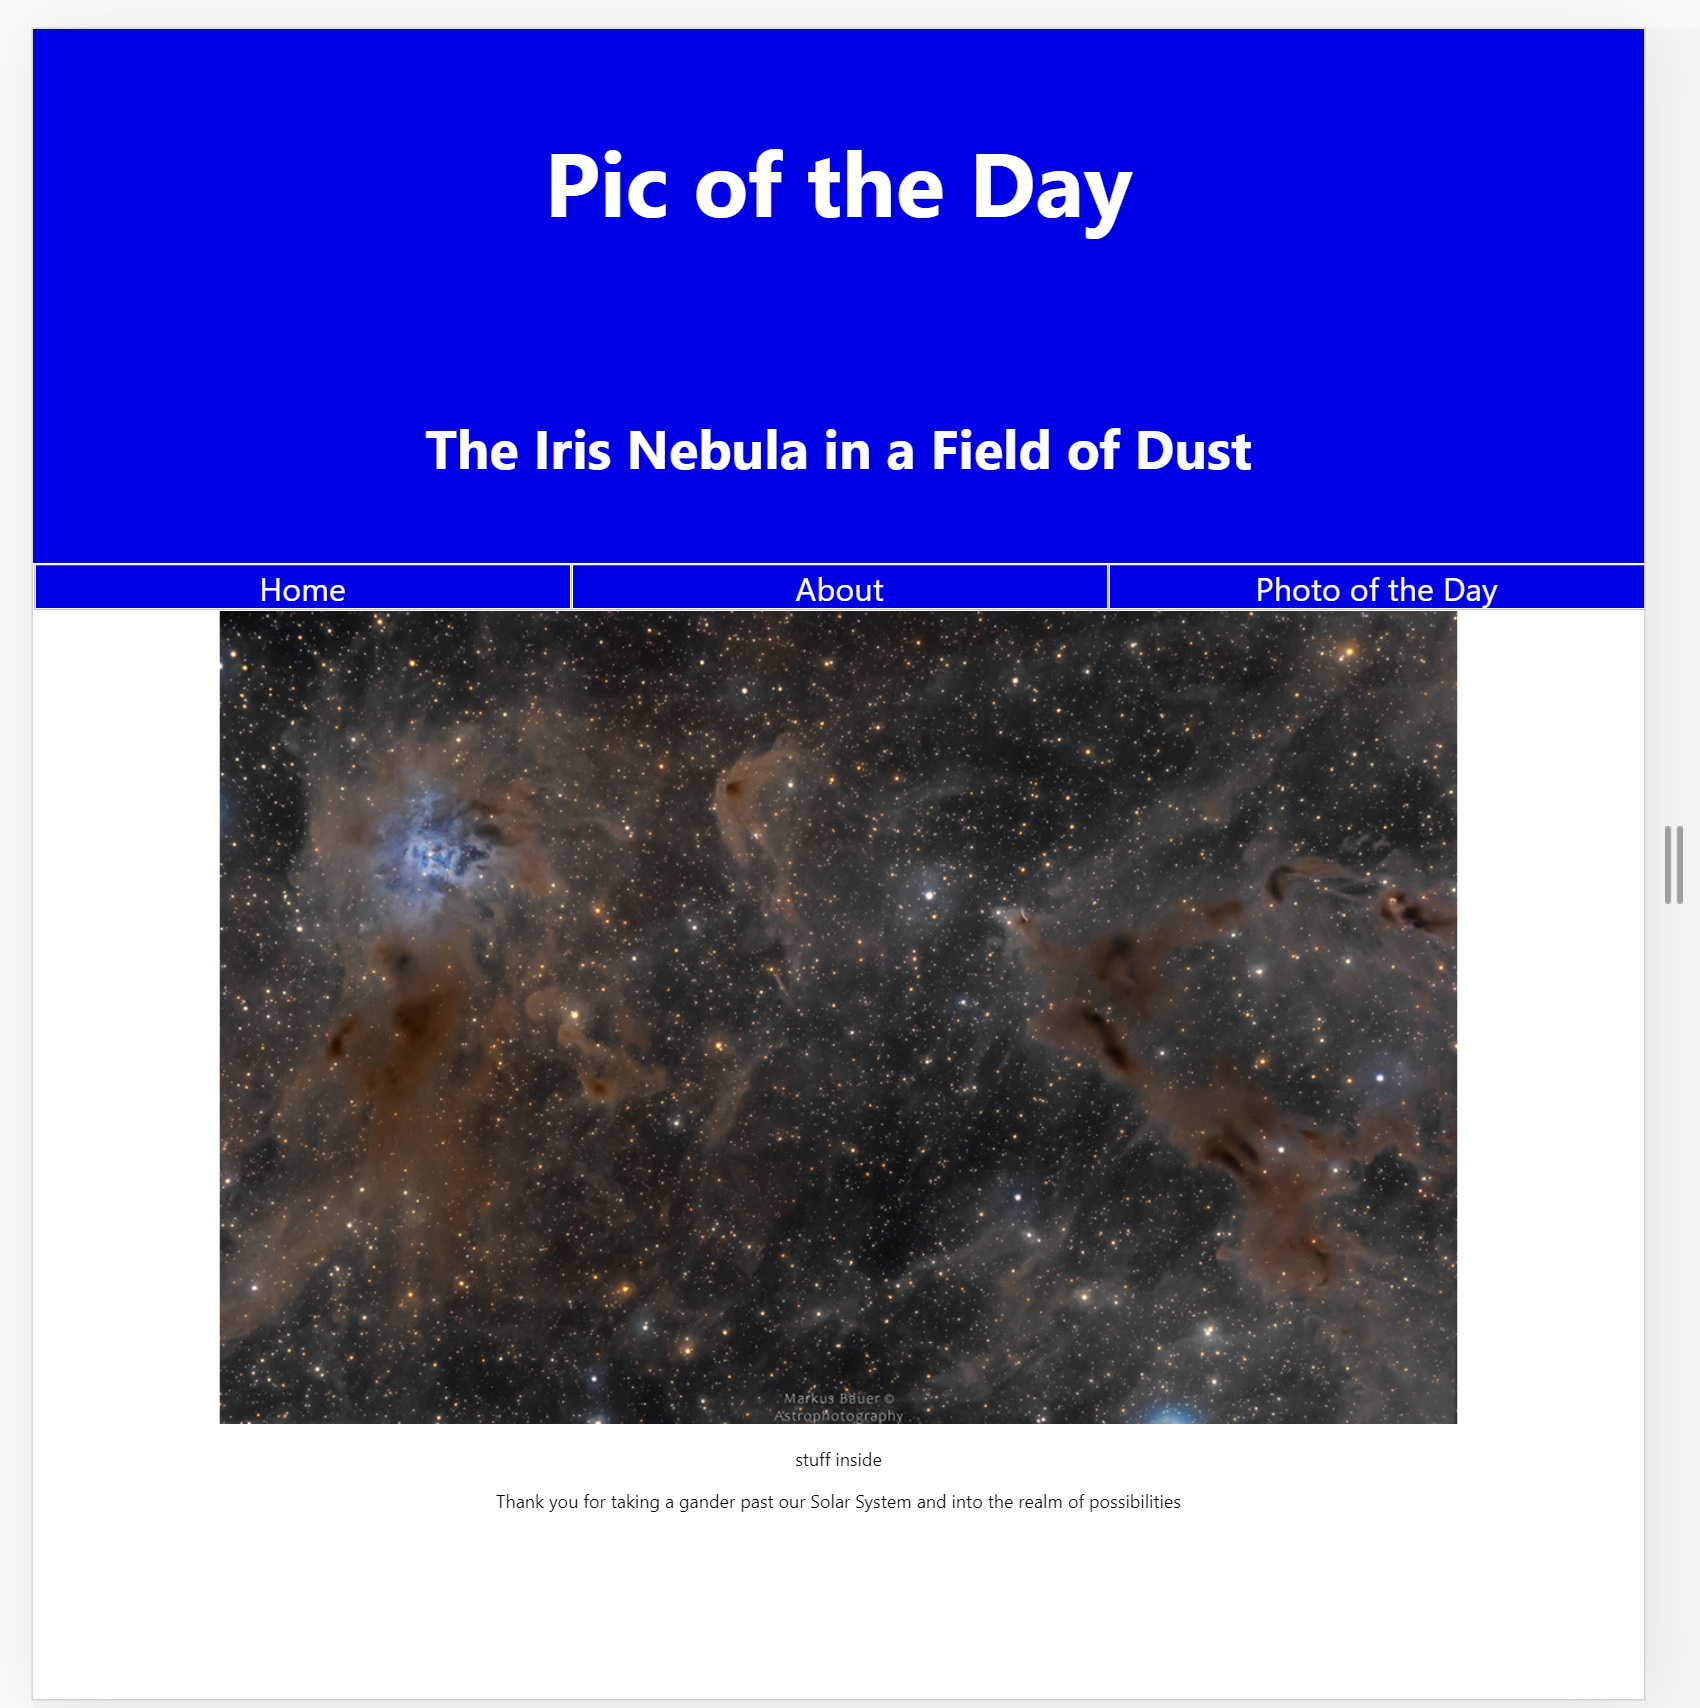 Pic of the Day
The Iris Nebula in a Field of Dust
Home About Photo of the Day
Markus Bauer ©
Astrophotography
stuff inside
Thank you for taking a gander past our Solar System and into the realm of possibilities